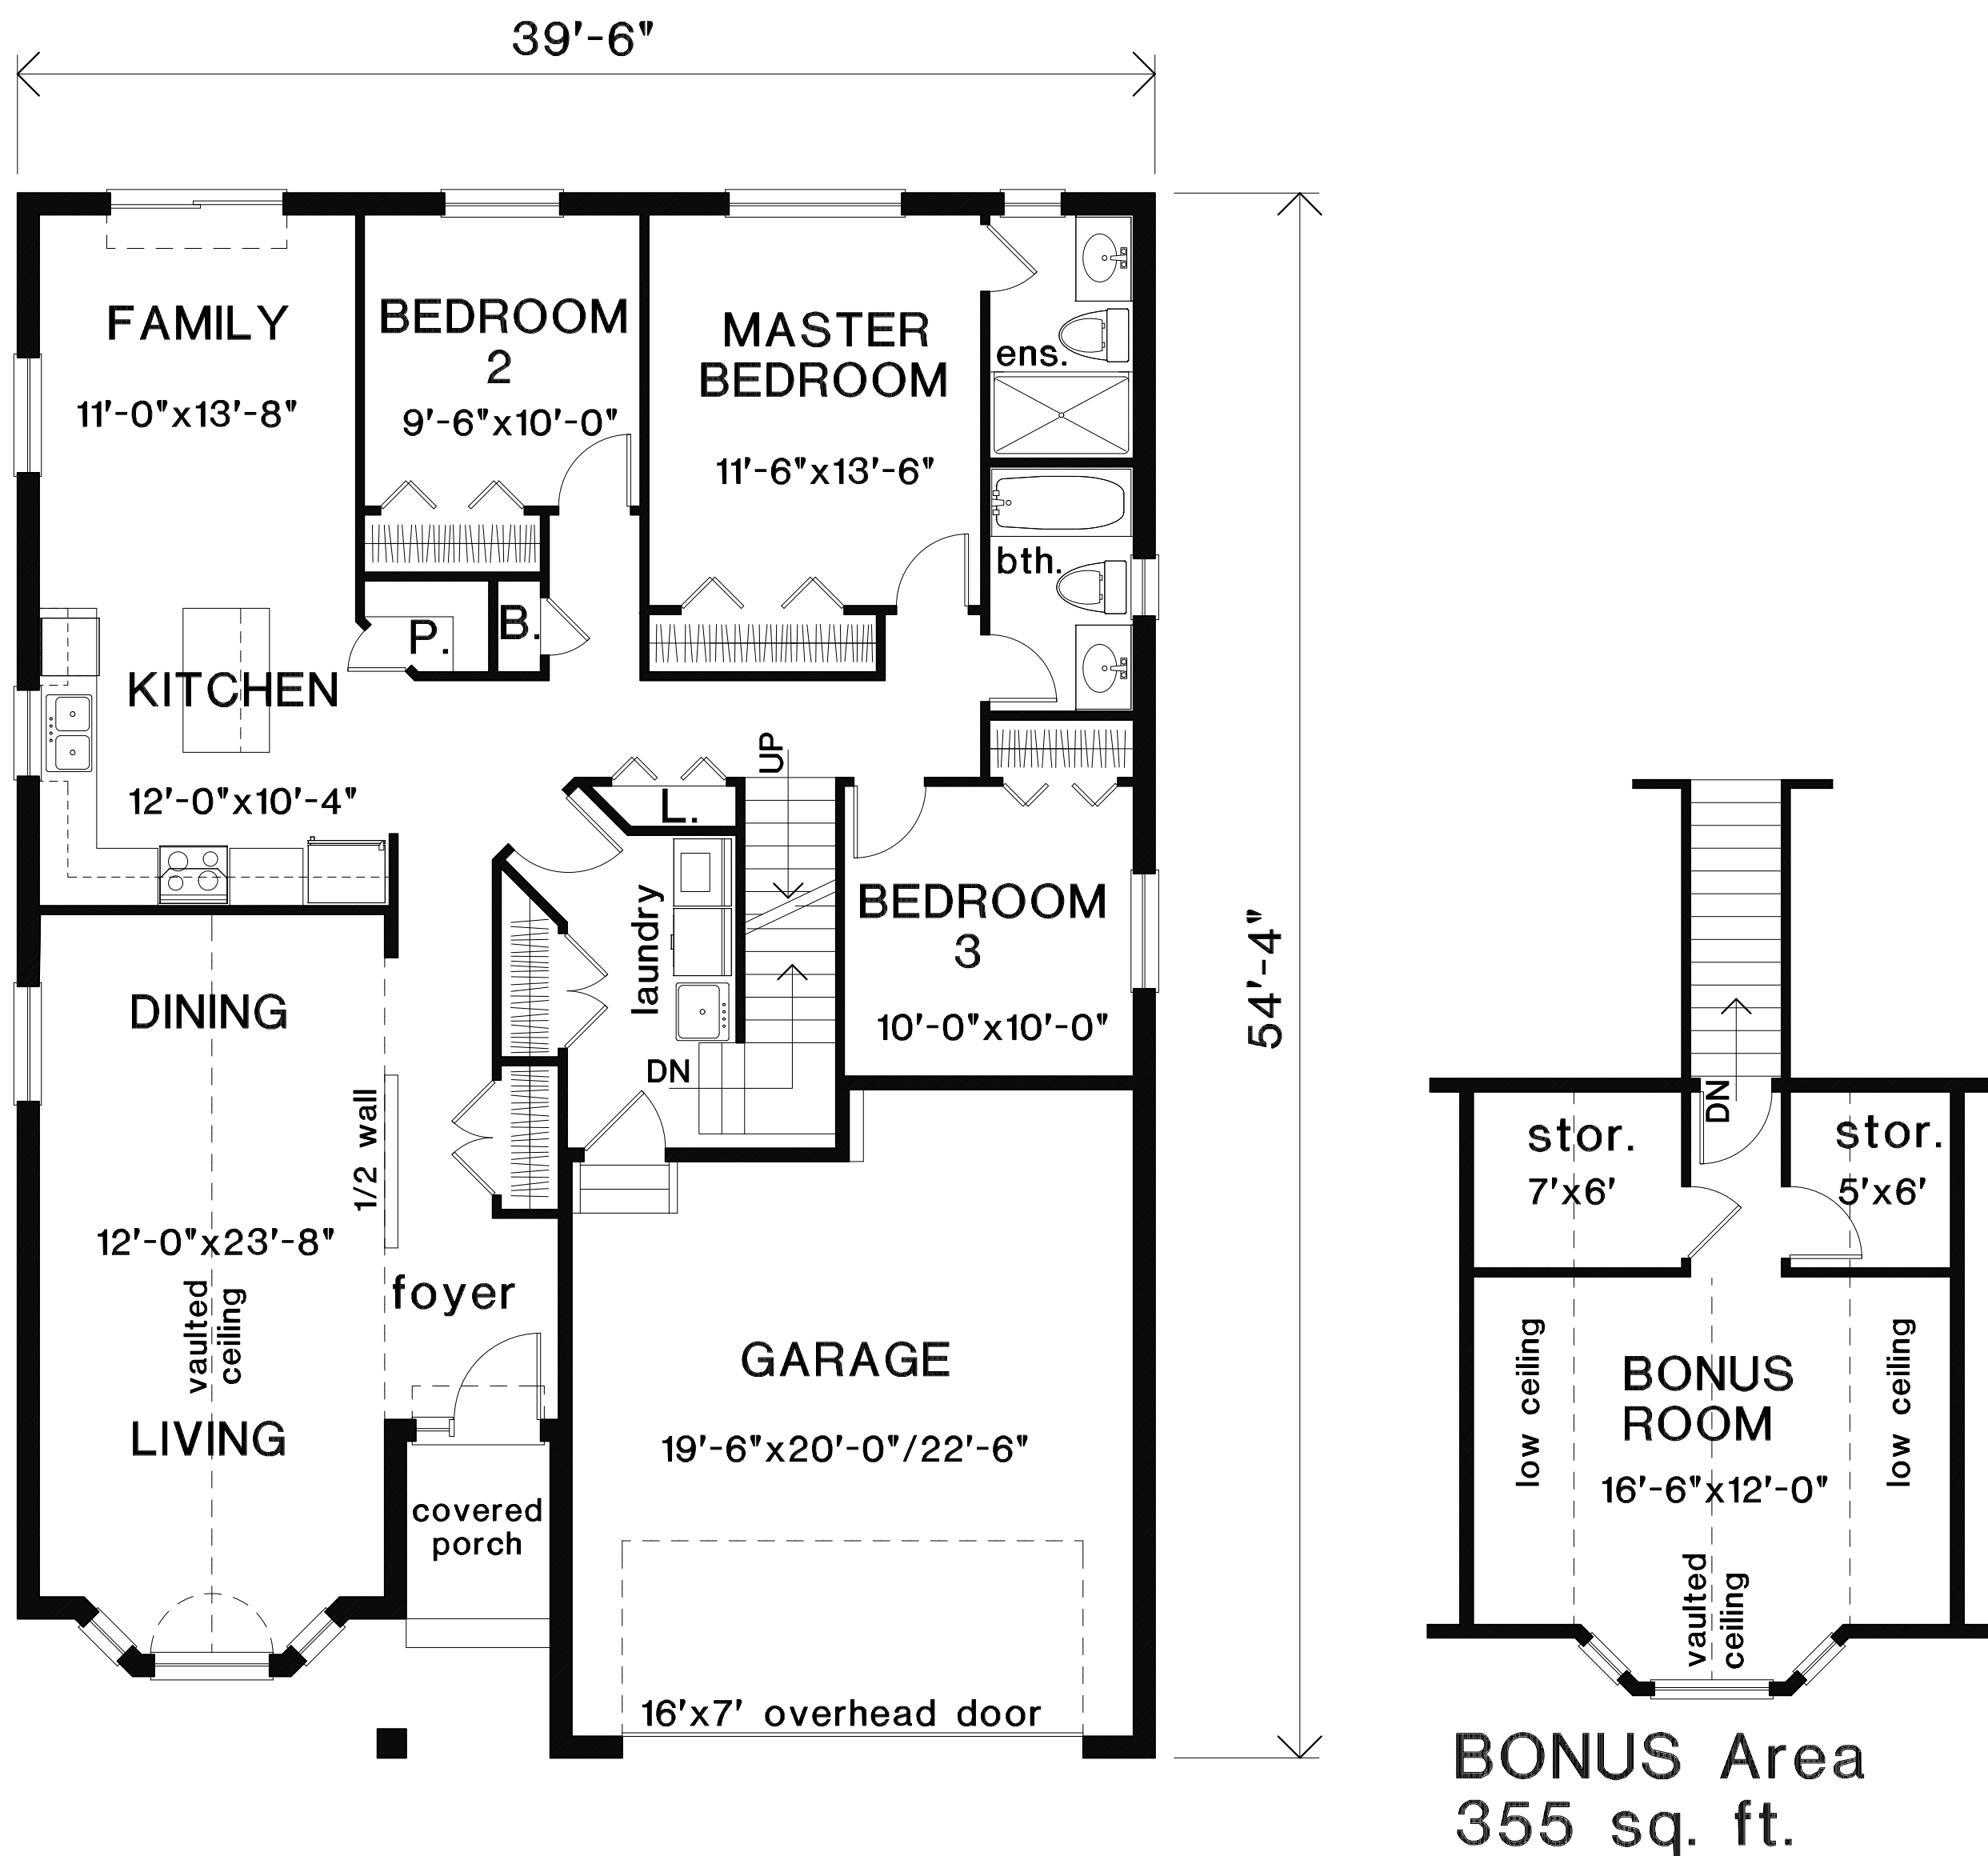 39'-6"
FAMILY
11'-0"x13'-8"
BEDROOM
2
9'-6"x10'-0"
MASTER
BEDROOM
11'-6"x13'-6"
ens.
bth.
P.
B.
KITCHEN
12'-0"x10'-4"
UP
L.
laundry
DN
BEDROOM
3
10'-0"x10'-0"
54'-4"
DINING
1/2 wall
12'-0"x23'-8"
vaulted
ceiling
LIVING
foyer
covered
porch
GARAGE
19'-6"x20'-0"/22'-6"
16'x7' overhead door
DN
stor.
7'x6'
stor.
5'x6'
low ceiling
BONUS
ROOM
16'-6"x12'-0"
low ceiling
vaulted
ceiling
BONUS Area
355 sq. ft.